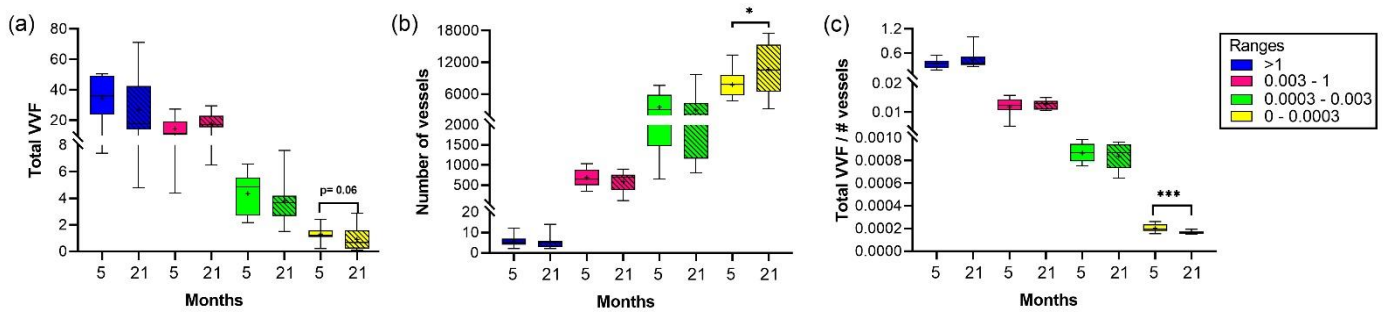 (a)
Total VVF
80
60
40
20
8
6
4
2
0
p= 0.06
5 21 5 21 5 21 5 21
Months
(b)
Number of vessels
18000
14000
10000
6000
2000
1500
1000
500
20
10
0
*
5 21 5 21 5 21 5 21
Months
(c)
Total VVF / # vessels
1.2
0.6
0.02
0.01
0.0010
0.0008
0.0006
0.0004
0.0002
0.0000
***
5 21 5 21 5 21 5 21
Months
Ranges
>1
0.003 - 1
0.0003 - 0.003
0 - 0.0003